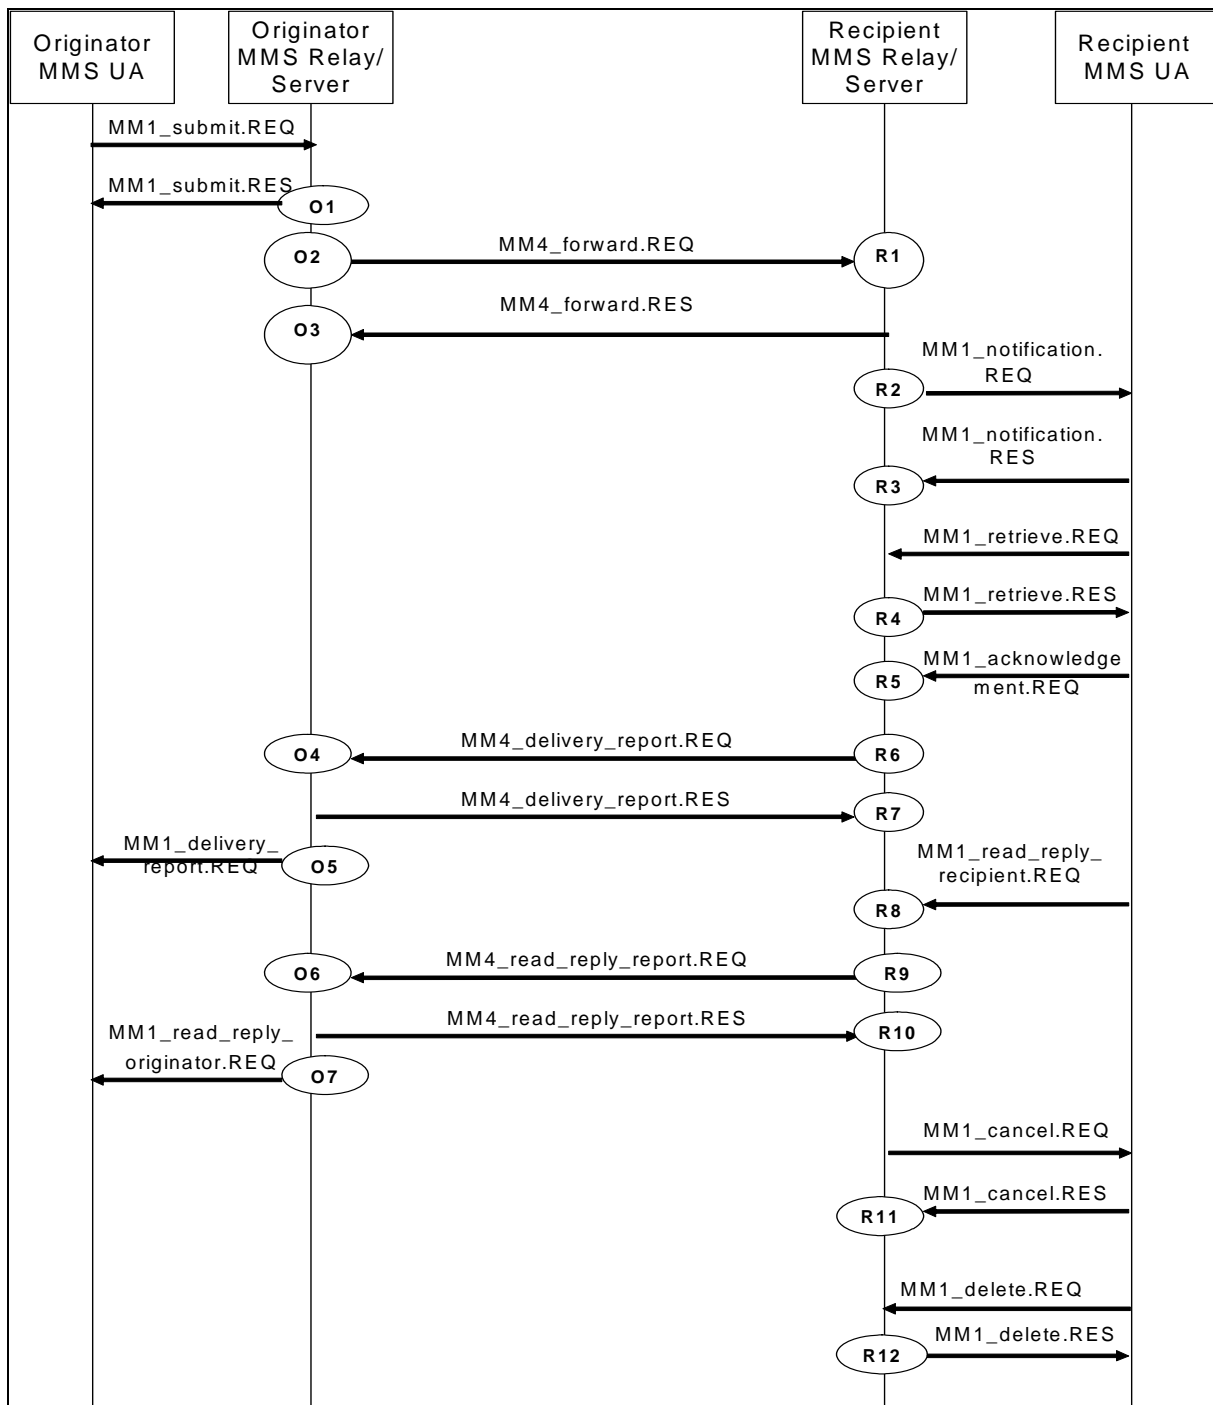 Originator
MMS UA
Originator
MMS Relay/
Server
Recipient
MMS Relay/
Server
Recipient
MMS UA
MM1_submit.REQ
MM1_submit.RES
O1
O2
MM4_forward.REQ
R1
MM4_forward.RES
O3
MM1_notification.
REQ
R2
MM1_notification.
RES
R3
MM1_retrieve.REQ
MM1_retrieve.RES
R4
MM1_acknowledge
ment.REQ
R5
O4
MM4_delivery_report.REQ
R6
MM4_delivery_report.RES
R7
MM1_delivery_
report.REQ
O5
MM1_read_reply_
recipient.REQ
R8
O6
MM4_read_reply_report.REQ
R9
MM4_read_reply_report.RES
R10
MM1_read_reply_
originator.REQ
O7
MM1_cancel.REQ
MM1_cancel.RES
R11
MM1_delete.REQ
MM1_delete.RES
R12